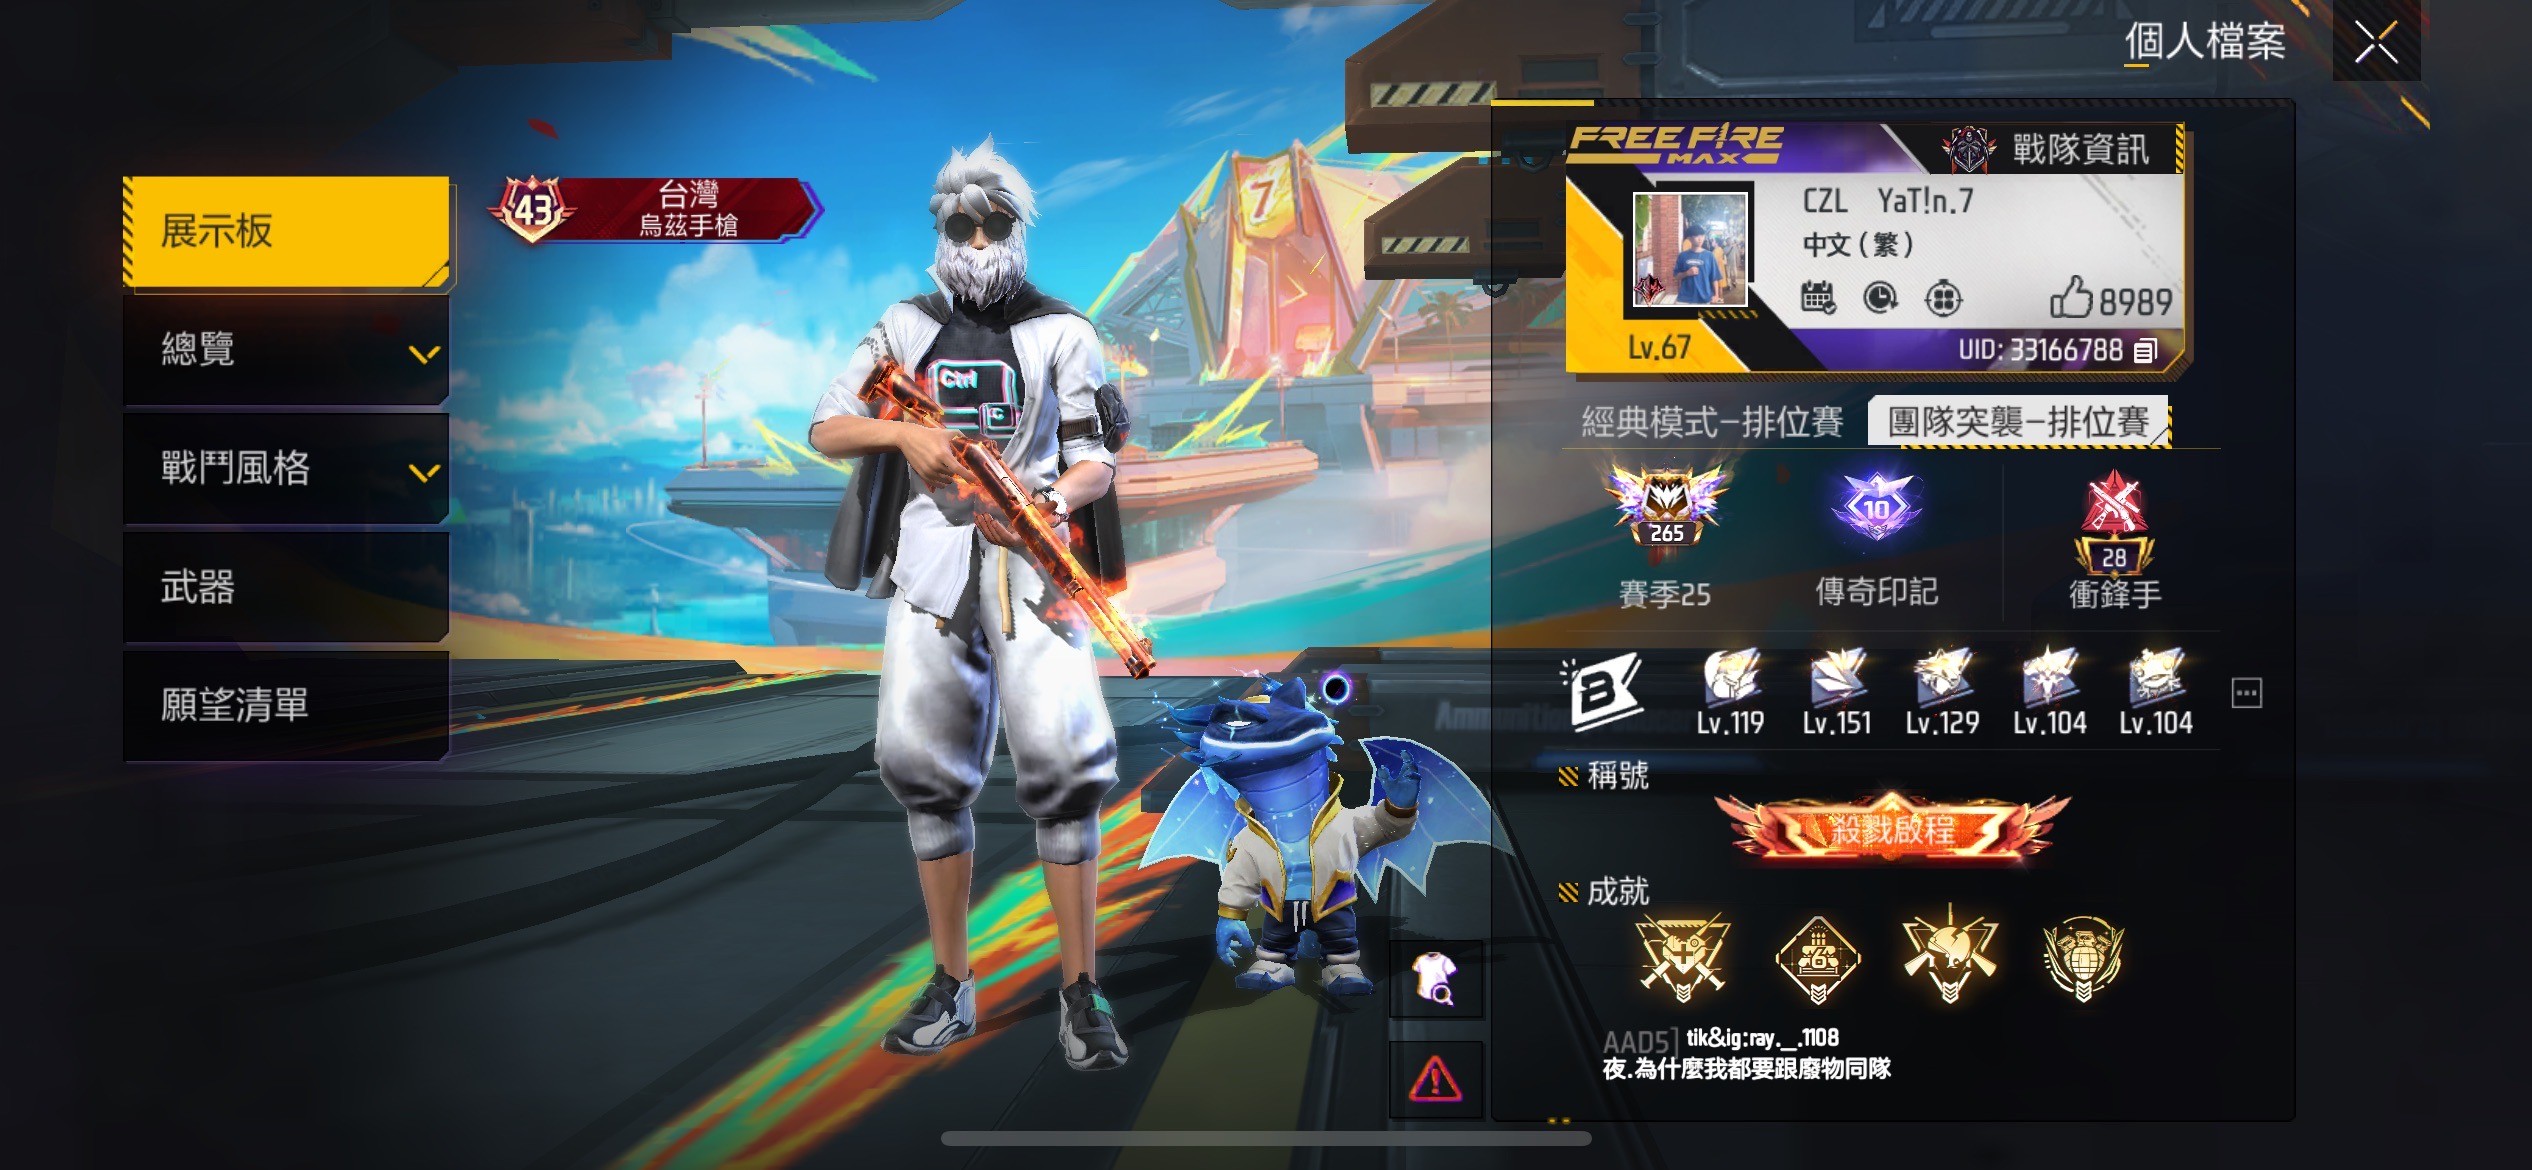 個人檔案
展示板
總覽
戰鬥風格
武器
願望清單
43
台灣
烏茲手槍
7
Ctrl
C
FREE FIRE
MAX
戰隊資訊
CZL YaT!n.7
中文(繁)
8989
Lv.67
UID: 33166788
經典模式-排位賽
團隊突襲-排位賽
265
賽季25
10
傳奇印記
28
衝鋒手
B
Lv.119
Lv.151
Lv.129
Lv.104
Lv.104
稱號
殺戮啟程
成就
AAD5] tik&ig:ray._.1108
夜.為什麼我都要跟廢物同隊